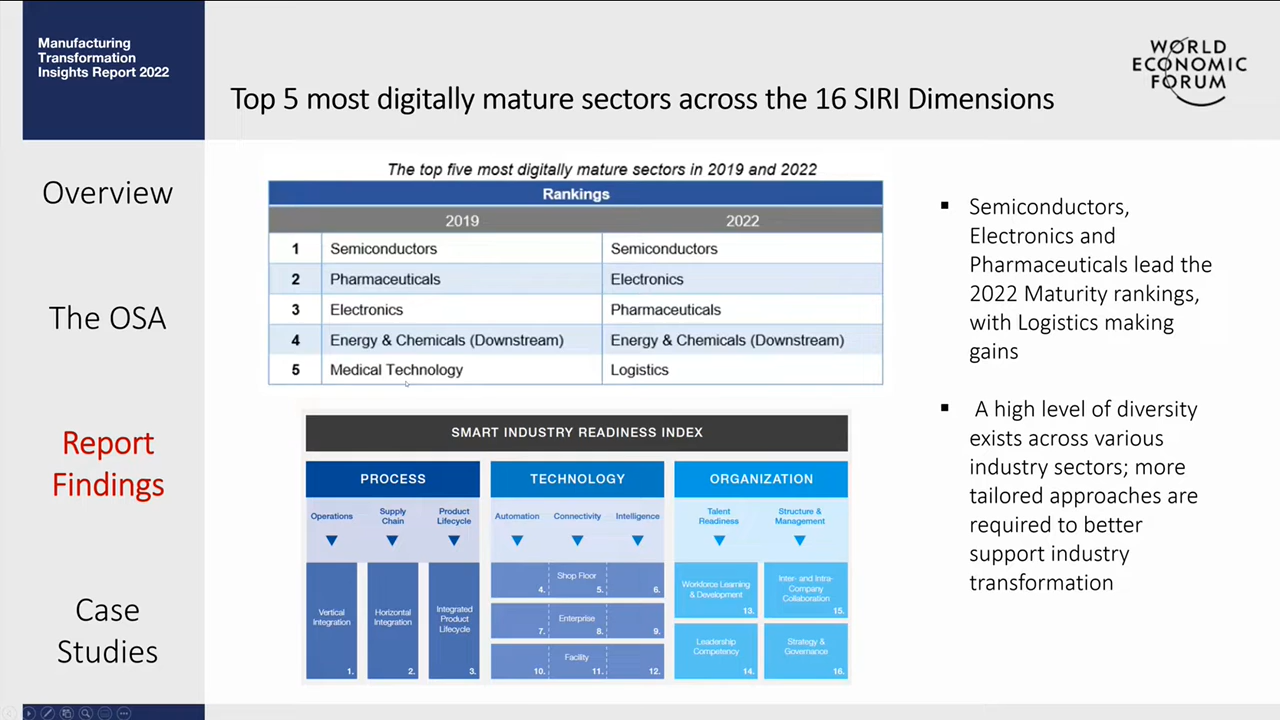 Manufacturing
Transformation
Insights Report 2022
WORLD
ECONOMIC
FORUM
Top 5 most digitally mature sectors across the 16 SIRI Dimensions
Overview
The OSA
Report
Findings
Case
Studies
The top five most digitally mature sectors in 2019 and 2022
Rankings
2019 2022
1 Semiconductors Semiconductors
2 Pharmaceuticals Electronics
3 Electronics Pharmaceuticals
4 Energy & Chemicals (Downstream) Energy & Chemicals (Downstream)
5 Medical Technology Logistics
SMART INDUSTRY READINESS INDEX
PROCESS
Operations
Supply
Chain
Product
Lifecycle
Vertical
Integration
1.
Horizontal
Integration
2.
Integrated
Product
Lifecycle
3.
TECHNOLOGY
Automation Connectivity Intelligence
Shop Floor
4. 5. 6.
Enterprise
7. 8. 9.
Facility
10. 11. 12.
ORGANIZATION
Talent
Readiness
Structure &
Management
Workforce Learning
& Development
13.
Inter- and Intra-
Company
Collaboration
15.
Leadership
Competency
14.
Strategy &
Governance
16.
▪ Semiconductors,
Electronics and
Pharmaceuticals lead the
2022 Maturity rankings,
with Logistics making
gains
▪ A high level of diversity
exists across various
industry sectors; more
tailored approaches are
required to better
support industry
transformation